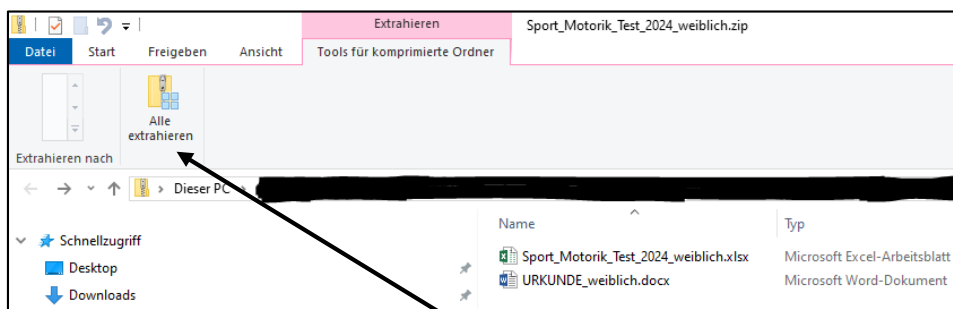 Extrahieren
Sport_Motorik_Test_2024_weiblich.zip
Datei
Start
Freigeben
Ansicht
Tools für komprimierte Ordner
Alle
extrahieren
Extrahieren nach
Dieser PC
Name
Typ
Schnellzugriff
Sport_Motorik_Test_2024_weiblich.xlsx
Microsoft Excel-Arbeitsblatt
Desktop
URKUNDE_weiblich.docx
Microsoft Word-Dokument
Downloads